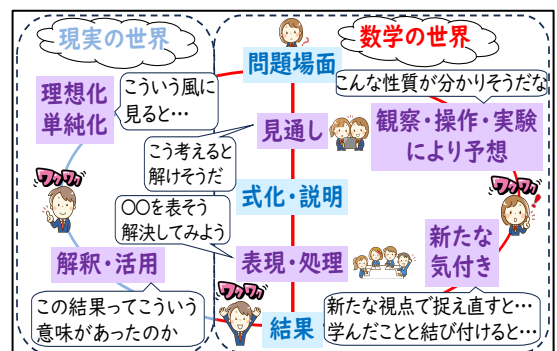 現実の世界
数学の世界
問題場面
理想化
単純化
こういう風に
見ると…
こんな性質が分かりそうだな
見通し
観察・操作・実験
により予想
こう考えると
解けそうだ
ワクワク
ワクワク!
式化・説明
〇〇を表そう
解決してみよう
解釈・活用
表現・処理
新たな
気付き
ワクワク
この結果ってこういう
意味があったのか
結果
新たな視点で捉え直すと…
学んだことと結び付けると…